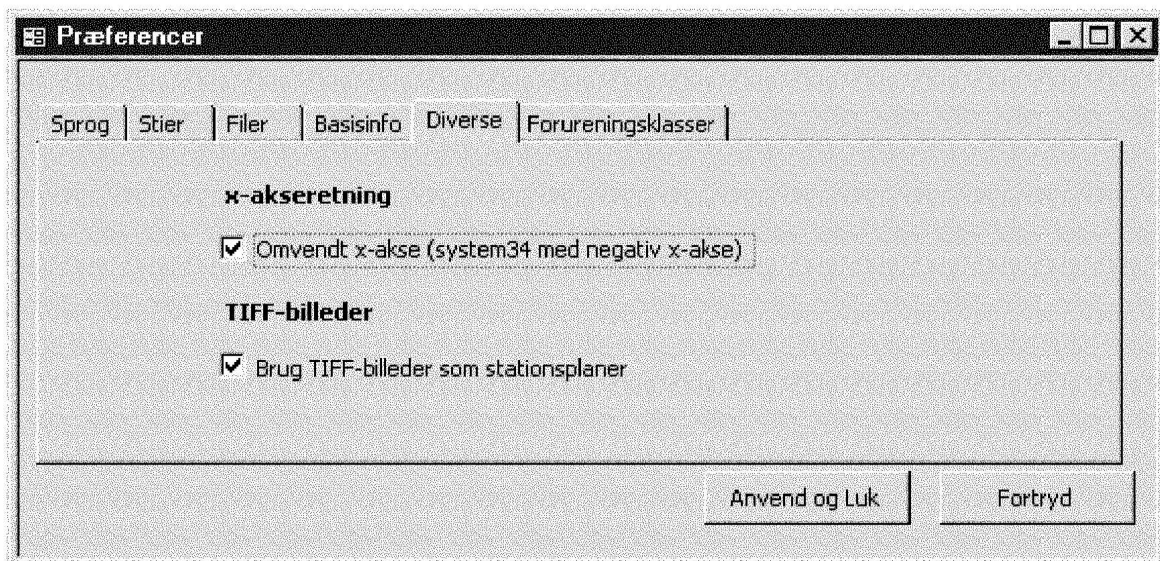 Præferencer
Sprog Stier Filer Basisinfo Diverse Forureningsklasser
x-akseretning
Omvendt x-akse (system34 med negativ x-akse)
TIFF-billeder
Brug TIFF-billeder som stationsplaner
Anvend og Luk Fortryd